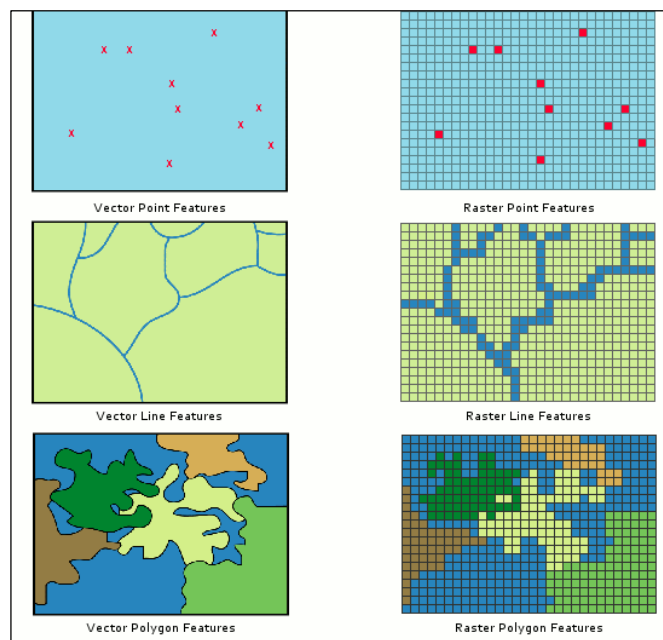 Vector Point Features
Raster Point Features
Vector Line Features
Raster Line Features
Vector Polygon Features
Raster Polygon Features